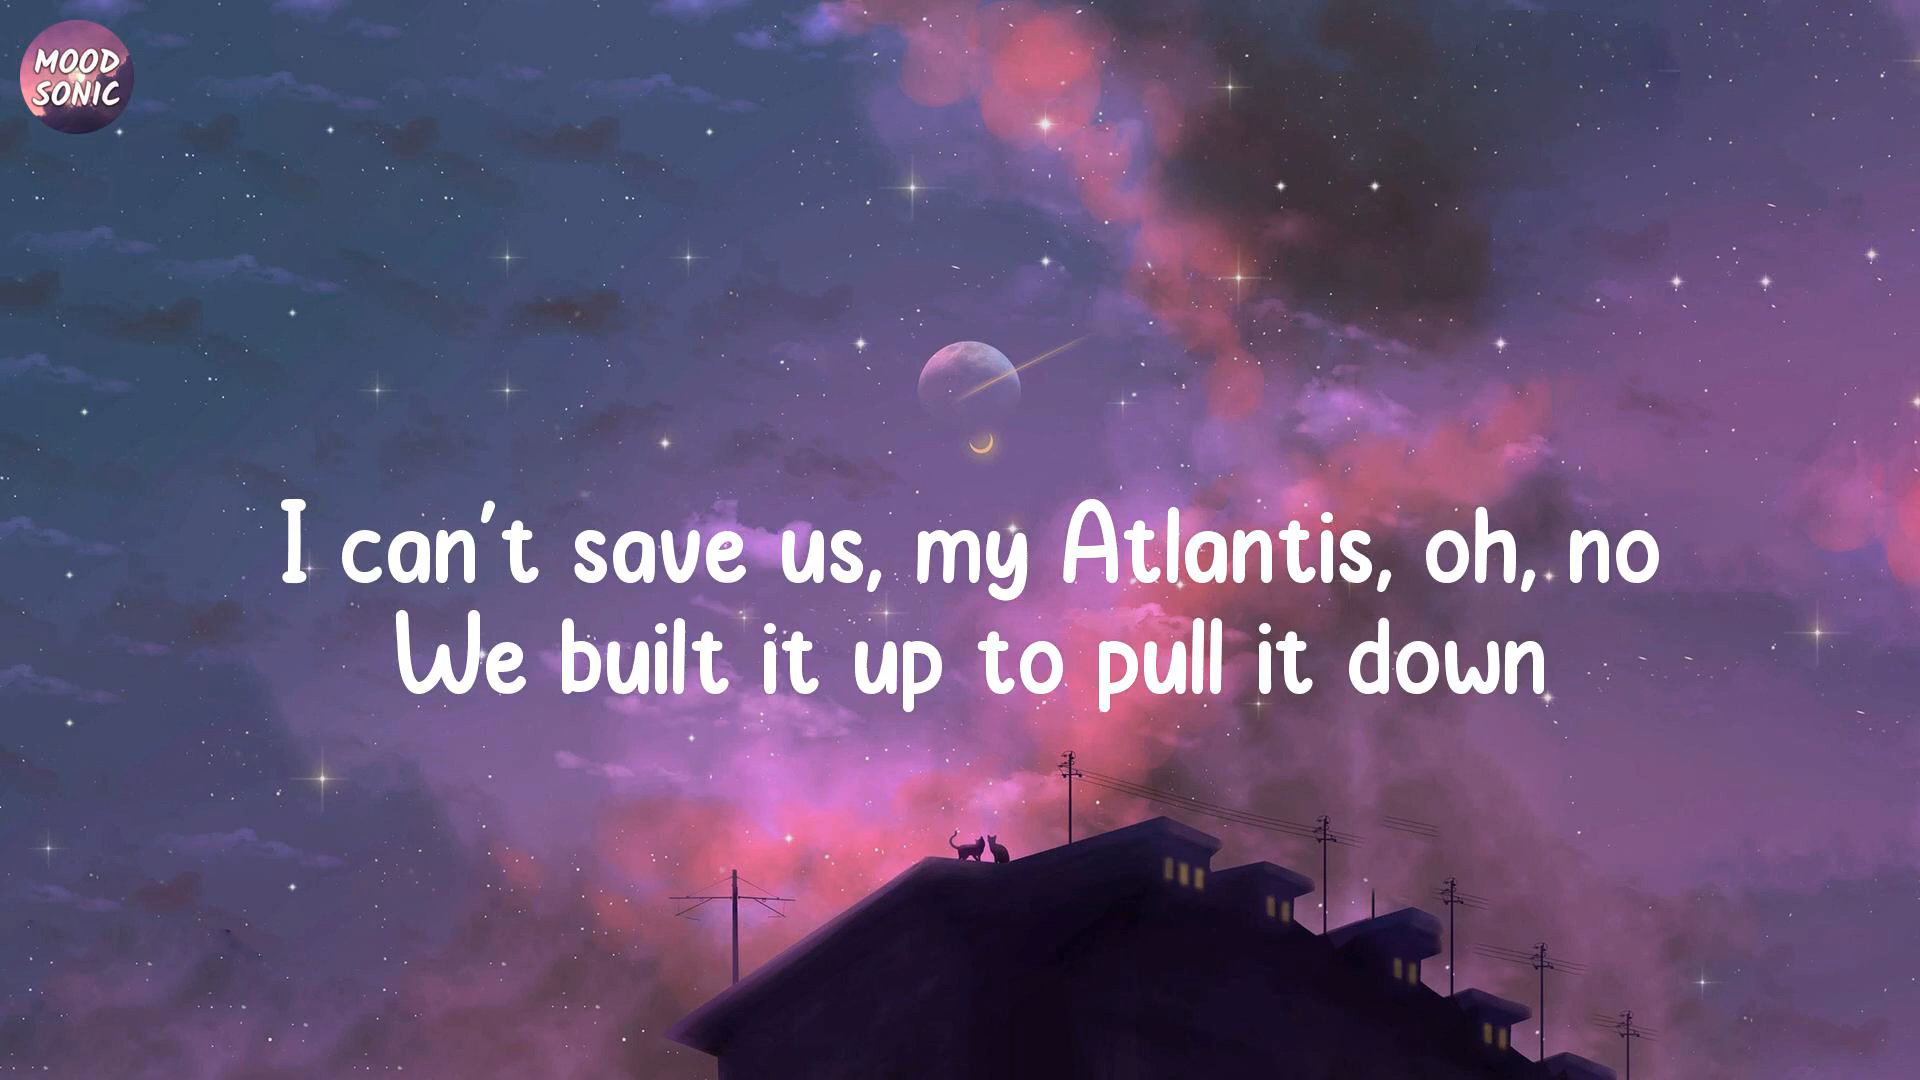 MOOD
SONIC
I can't save us, my Atlantis, oh, no
We built it up to pull it down